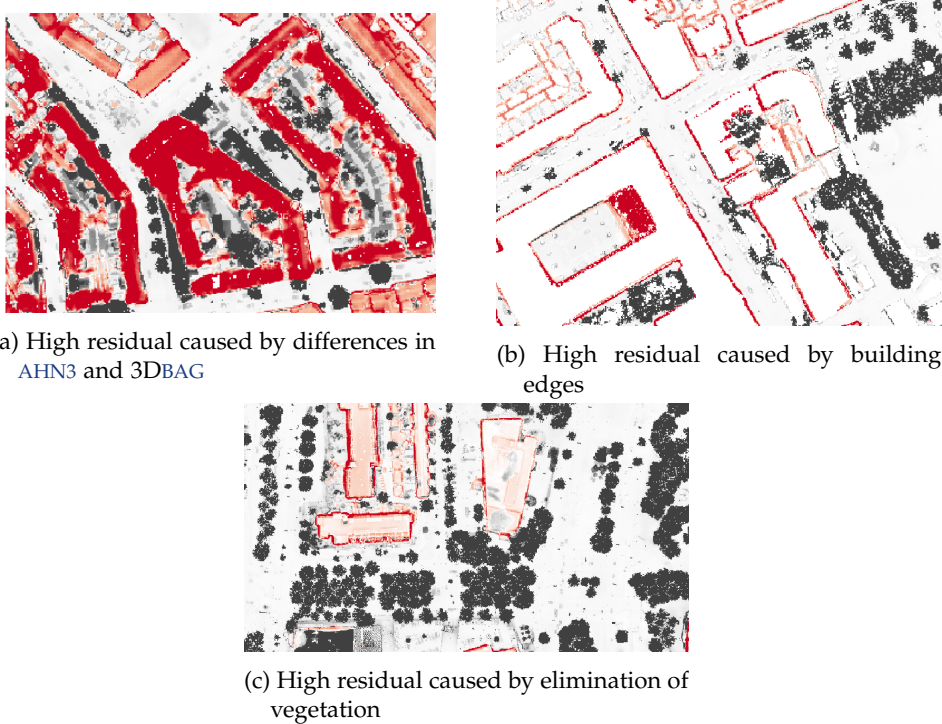 a) High residual caused by differences in
AHN3 and 3DBAG
(b) High residual caused by building
edges
(c) High residual caused by elimination of
vegetation